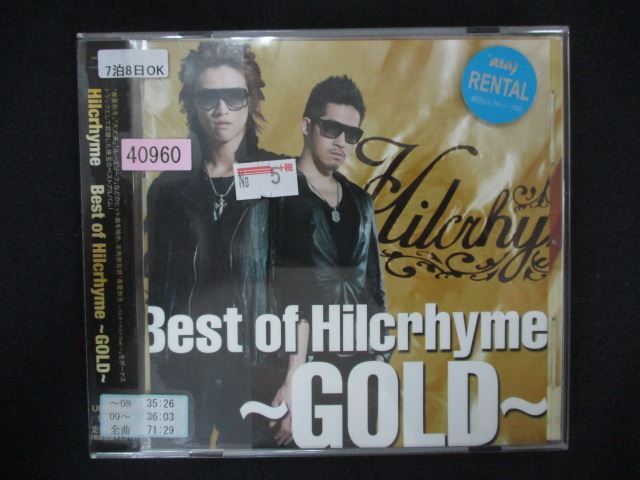 7泊8日OK
RENTAL
40960
No 5
Hilcrhy
Best of Hilcrhyme
~GOLD~
Hilcrhyme Best of Hilcrhyme ~GOLD~
~08 35:26
09~ 36:03
全曲 71:29